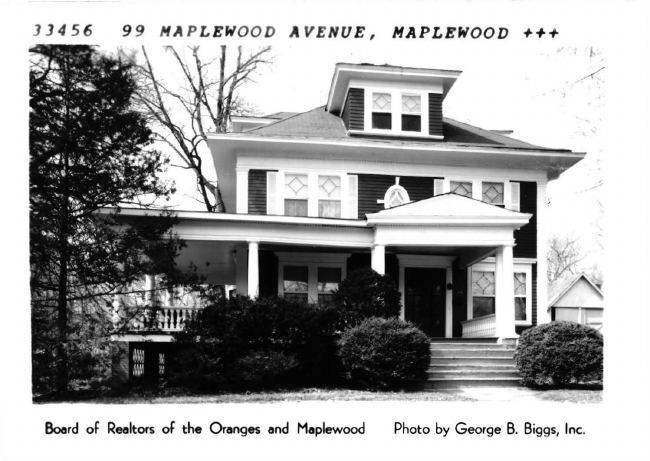 33456 99 MAPLEWOOD AVENUE, MAPLEWOOD +++
Board of Realtors of the Oranges and Maplewood Photo by George B. Biggs, Inc.